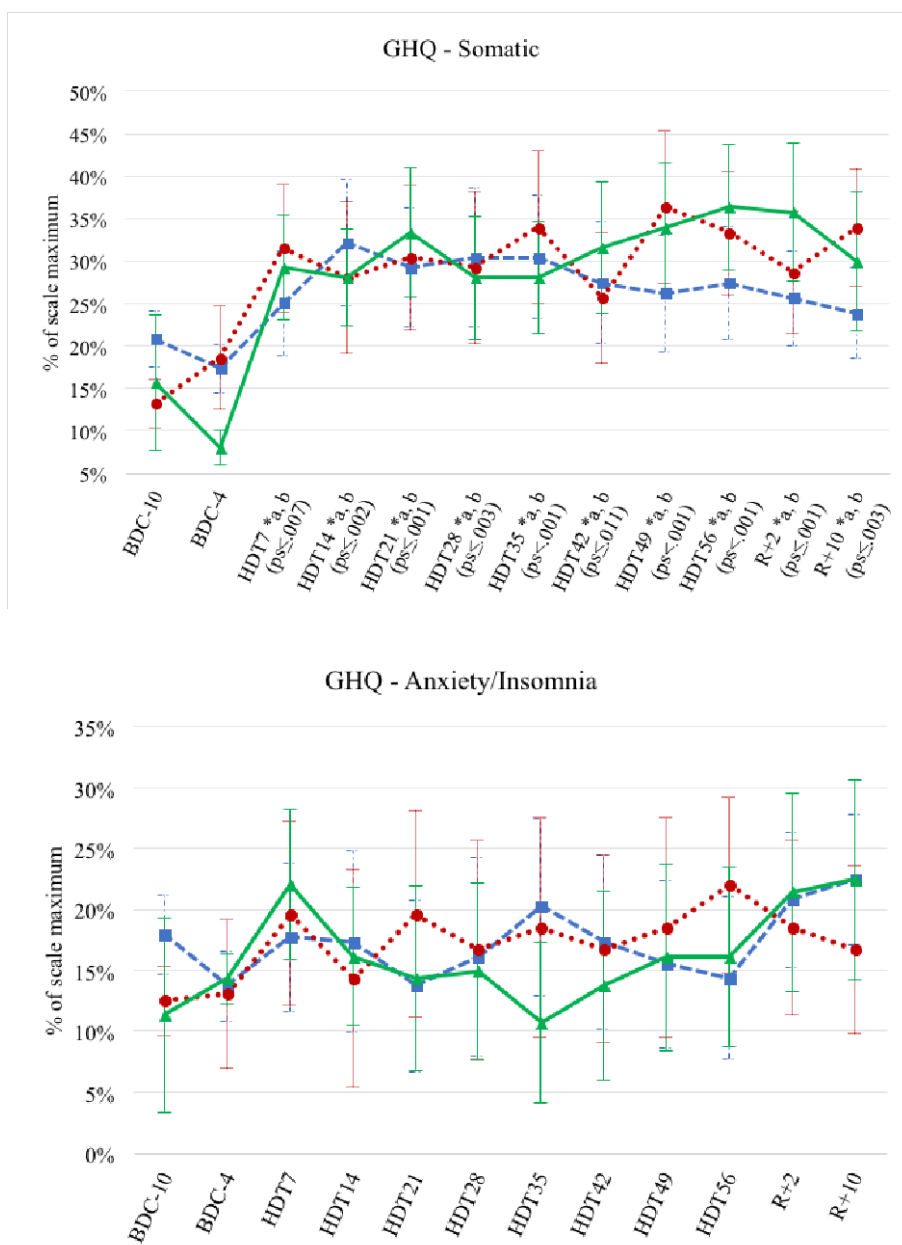 GHQ - Somatic
% of scale maximum
50%
45%
40%
35%
30%
25%
20%
15%
10%
5%
BDC-10
BDC-4
HDT7 *a, b
(ps≤.007)
HDT14 *a, b
(ps≤.002)
HDT21 *a, b
(ps≤.001)
HDT28 *a, b
(ps≤.003)
HDT35 *a, b
(ps<.001)
HDT42 *a, b
(ps≤.011)
HDT49 *a, b
(ps<.001)
HDT56 *a, b
(ps<.001)
R+2 *a, b
(ps≤.001)
R+10 *a, b
(ps≤.003)
GHQ - Anxiety/Insomnia
% of scale maximum
35%
30%
25%
20%
15%
10%
5%
0%
BDC-10
BDC-4
HDT7
HDT14
HDT21
HDT28
HDT35
HDT42
HDT49
HDT56
R+2
R+10